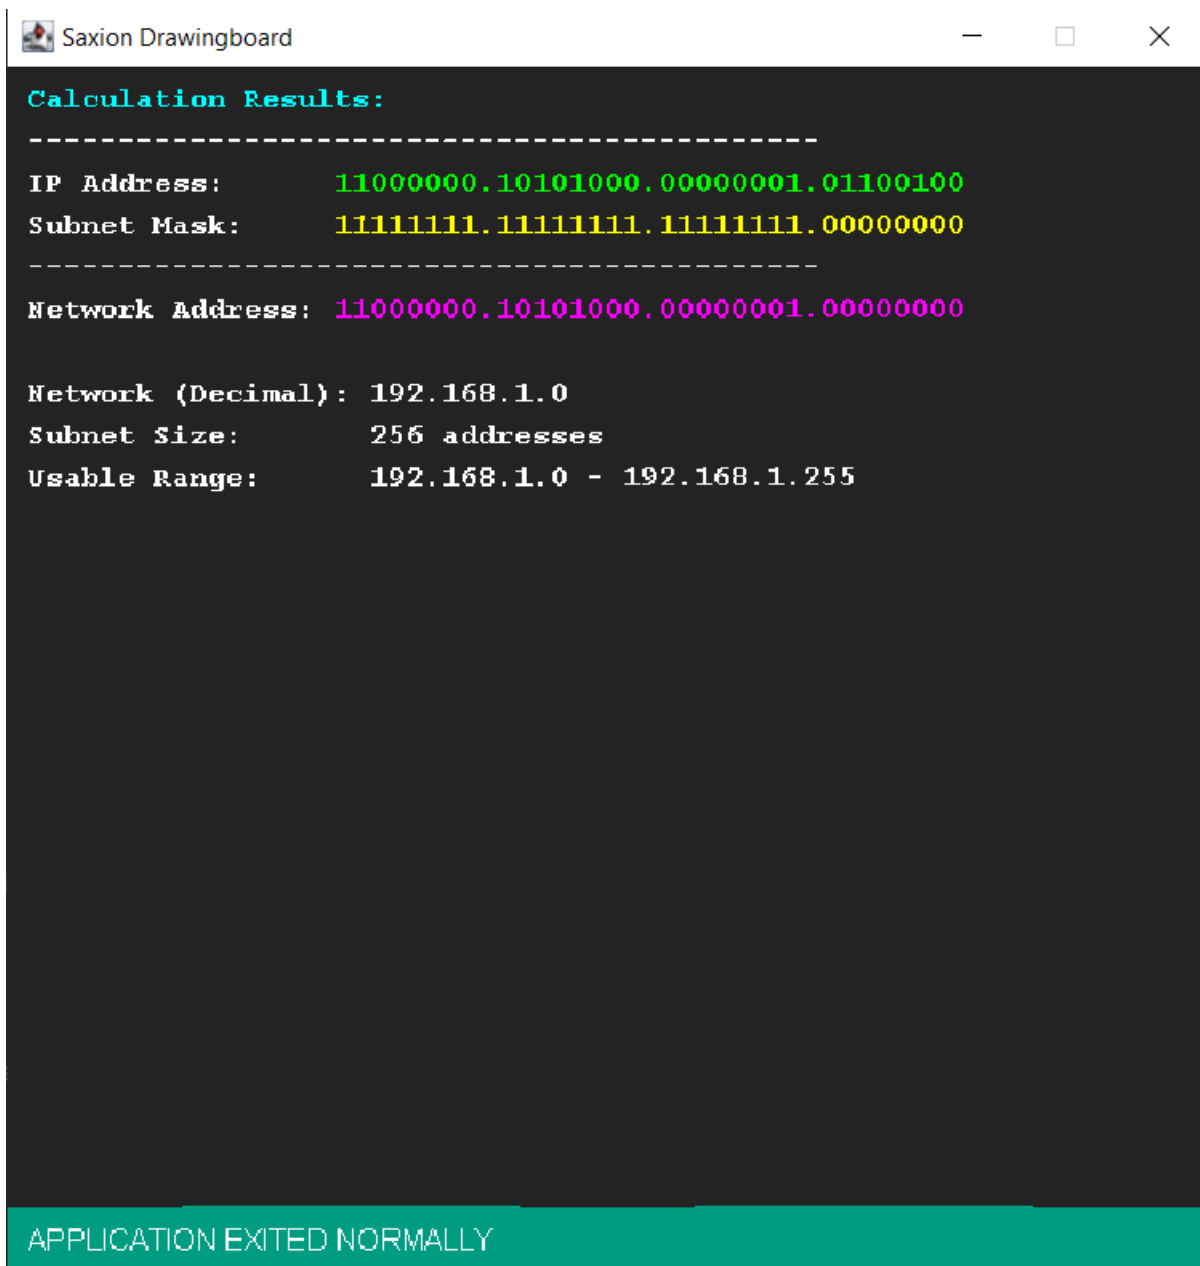 Saxion Drawingboard
Calculation Results:
--------------------------------------------
IP Address: 11000000.10101000.00000001.01100100
Subnet Mask: 11111111.11111111.11111111.00000000
--------------------------------------------
Network Address: 11000000.10101000.00000001.00000000
Network (Decimal): 192.168.1.0
Subnet Size: 256 addresses
Usable Range: 192.168.1.0 - 192.168.1.255
APPLICATION EXITED NORMALLY